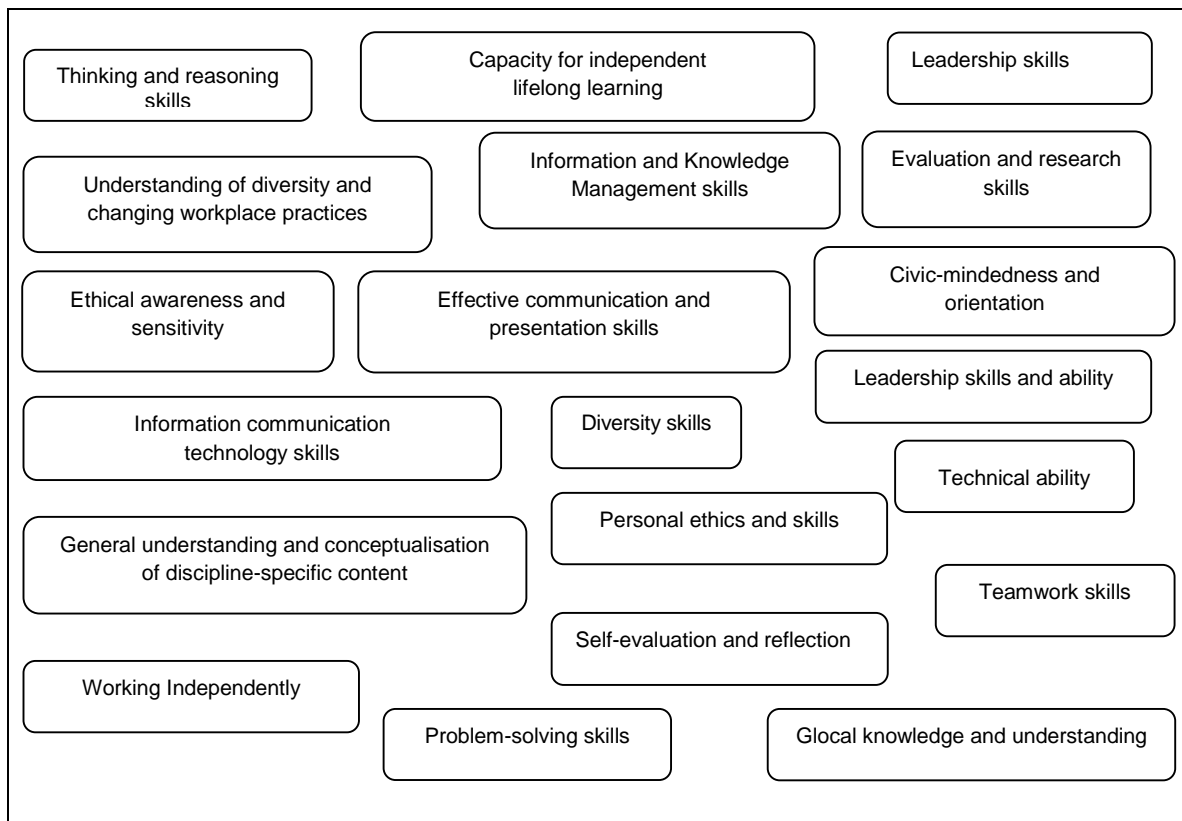 Thinking and reasoning
skills
Capacity for independent
lifelong learning
Leadership skills
Understanding of diversity and
changing workplace practices
Information and Knowledge
Management skills
Evaluation and research
skills
Ethical awareness and
sensitivity
Effective communication and
presentation skills
Civic-mindedness and
orientation
Leadership skills and ability
Information communication
technology skills
Diversity skills
Technical ability
Personal ethics and skills
General understanding and conceptualisation
of discipline-specific content
Teamwork skills
Self-evaluation and reflection
Working Independently
Problem-solving skills
Glocal knowledge and understanding